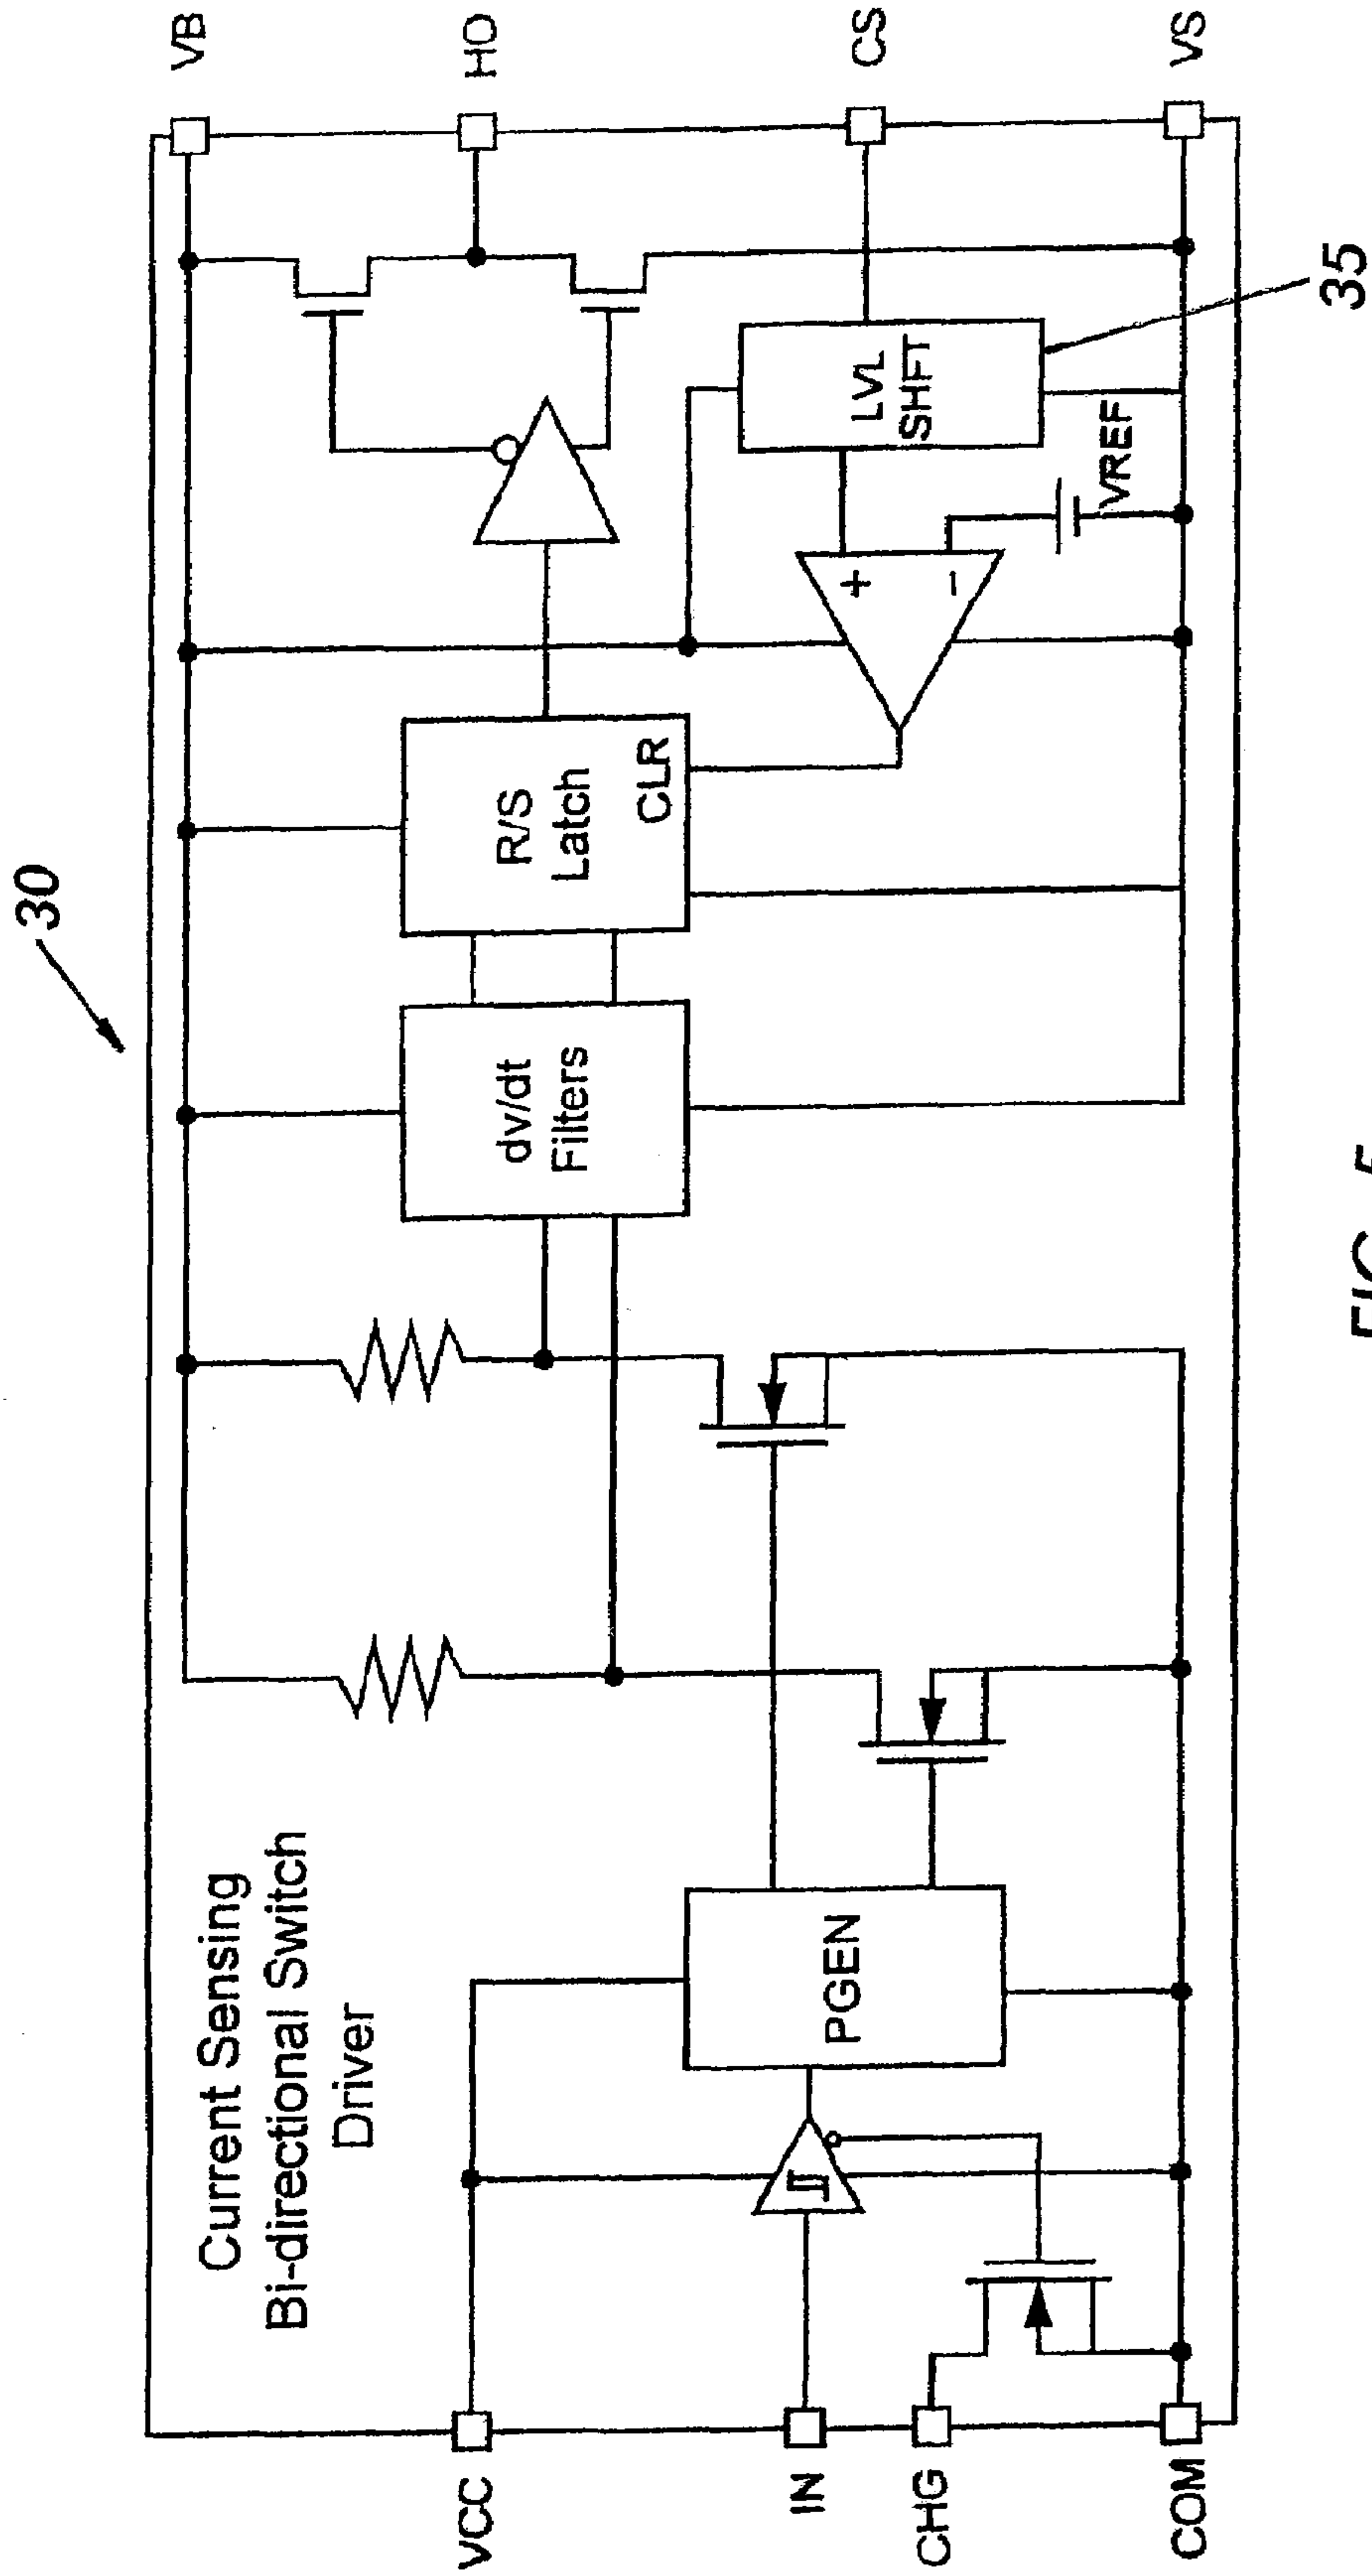 30
Current Sensing
Bi-directional Switch
Driver
VCC
IN
CHG
COM
PGEN
dv/dt
Filters
R/S
Latch
CLR
+
−
LVL
SHFT
VREF
35
VB
HO
CS
VS